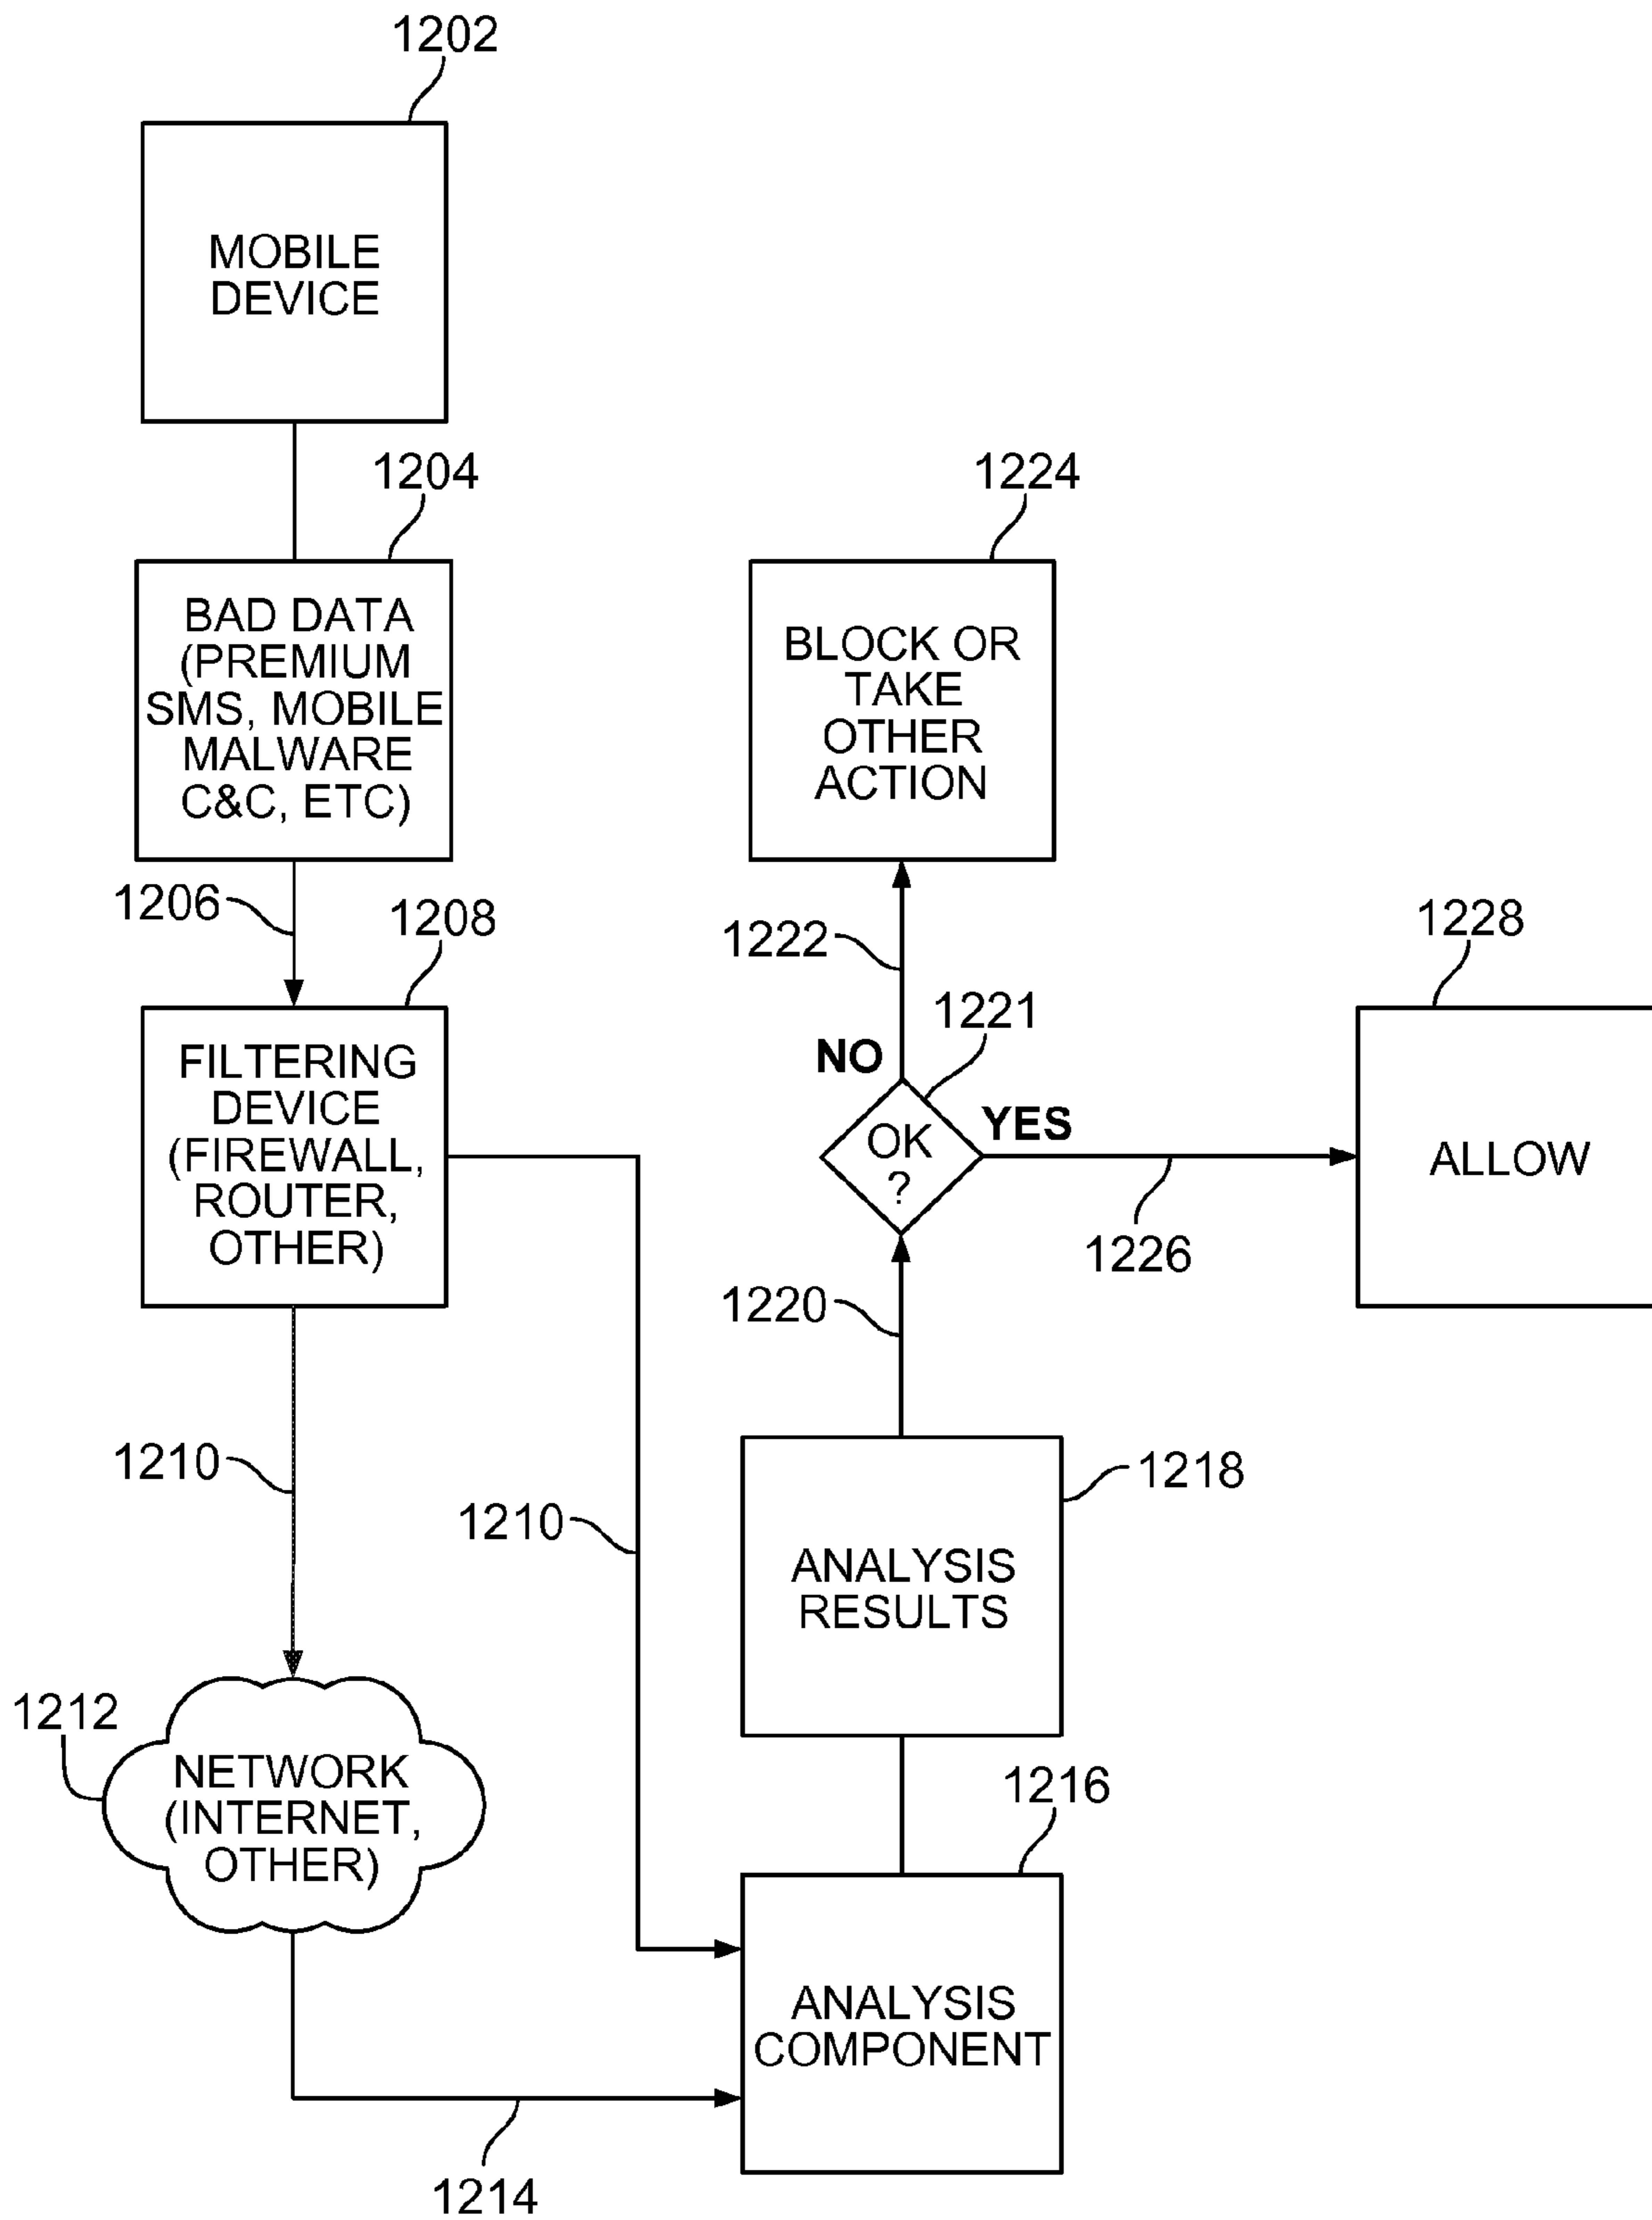 1202
MOBILE
DEVICE
1204
BAD DATA
(PREMIUM
SMS, MOBILE
MALWARE
C&C, ETC)
1206
1208
FILTERING
DEVICE
(FIREWALL,
ROUTER,
OTHER)
1210
1210
1212
NETWORK
(INTERNET,
OTHER)
1214
1216
ANALYSIS
COMPONENT
1218
ANALYSIS
RESULTS
1220
1221
OK
?
NO
1222
1224
BLOCK OR
TAKE
OTHER
ACTION
YES
1226
1228
ALLOW